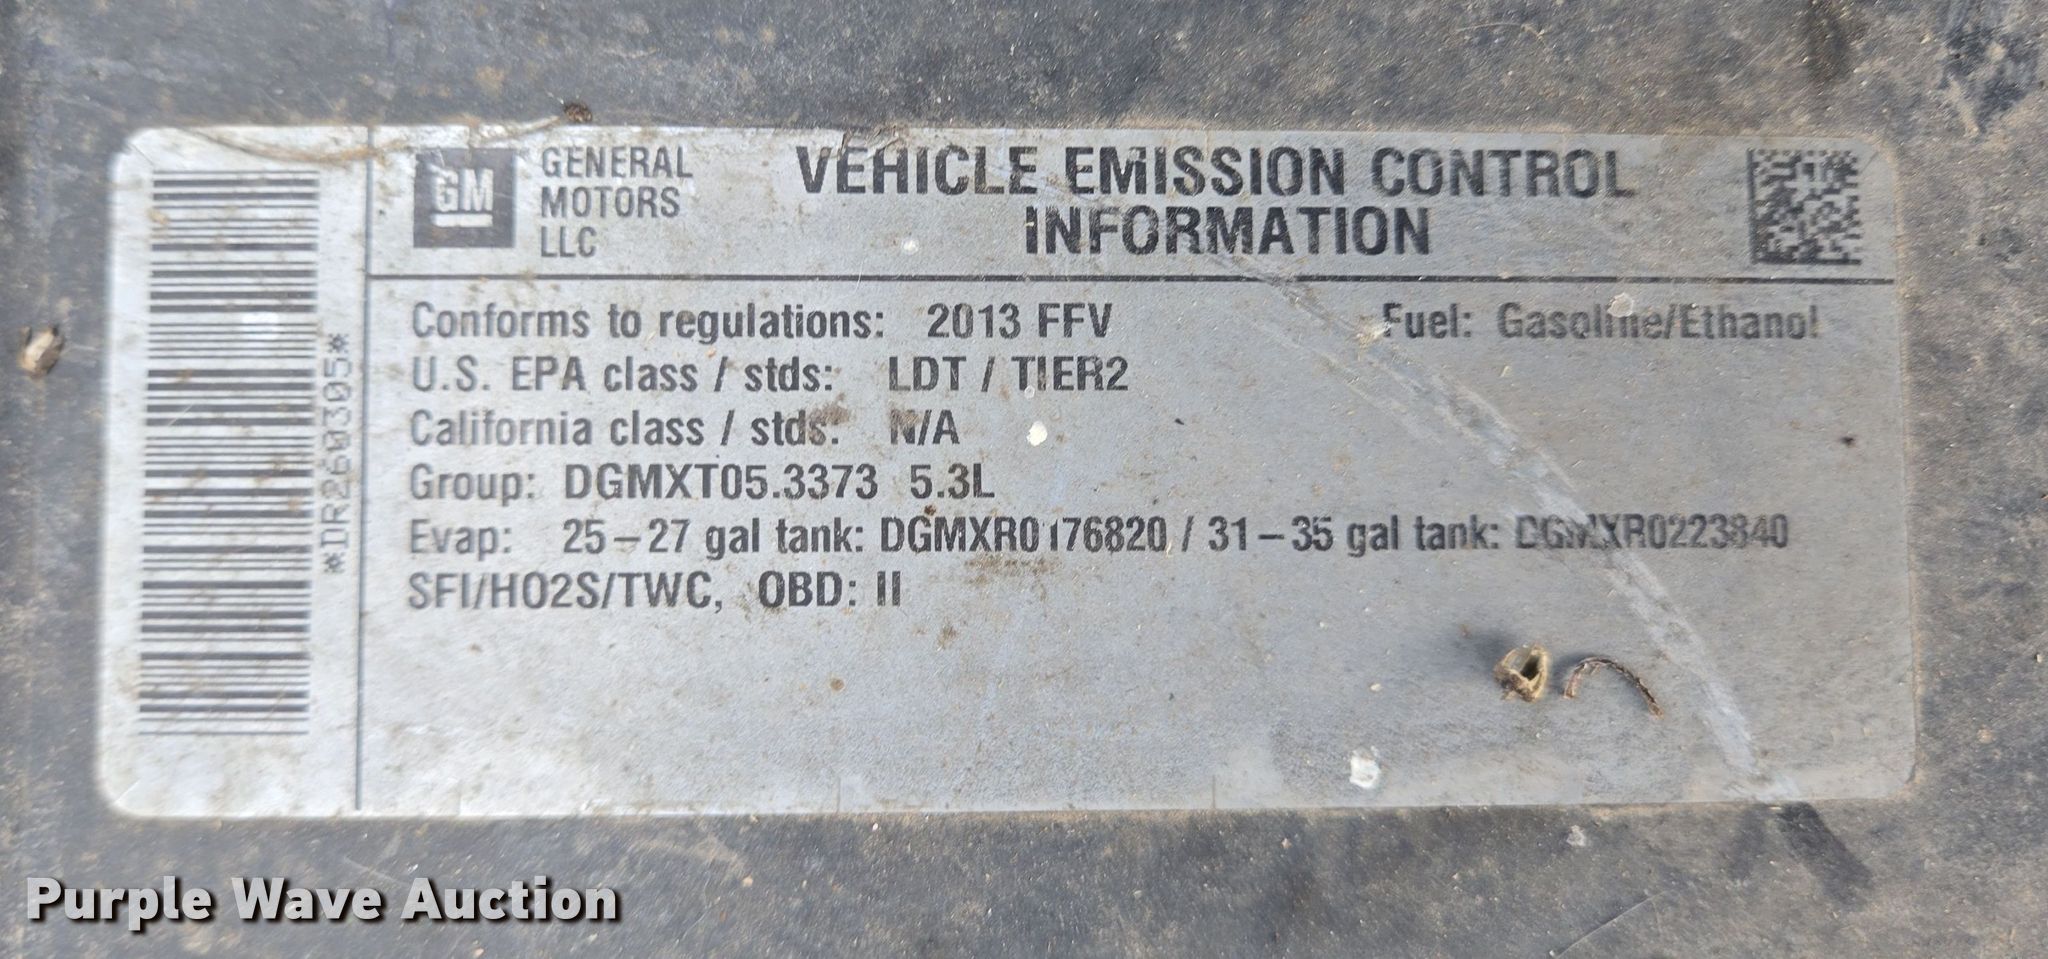 *DR260305*
GM
GENERAL
MOTORS
LLC
VEHICLE EMISSION CONTROL
INFORMATION
Conforms to regulations: 2013 FFV Fuel: Gasoline/Ethanol
U.S. EPA class / stds: LDT / TIER2
California class / stds: N/A
Group: DGMXT05.3373 5.3L
Evap: 25-27 gal tank: DGMXR0176820 / 31-35 gal tank: DGMXR0223840
SFI/HO2S/TWC, OBD: II
Purple Wave Auction